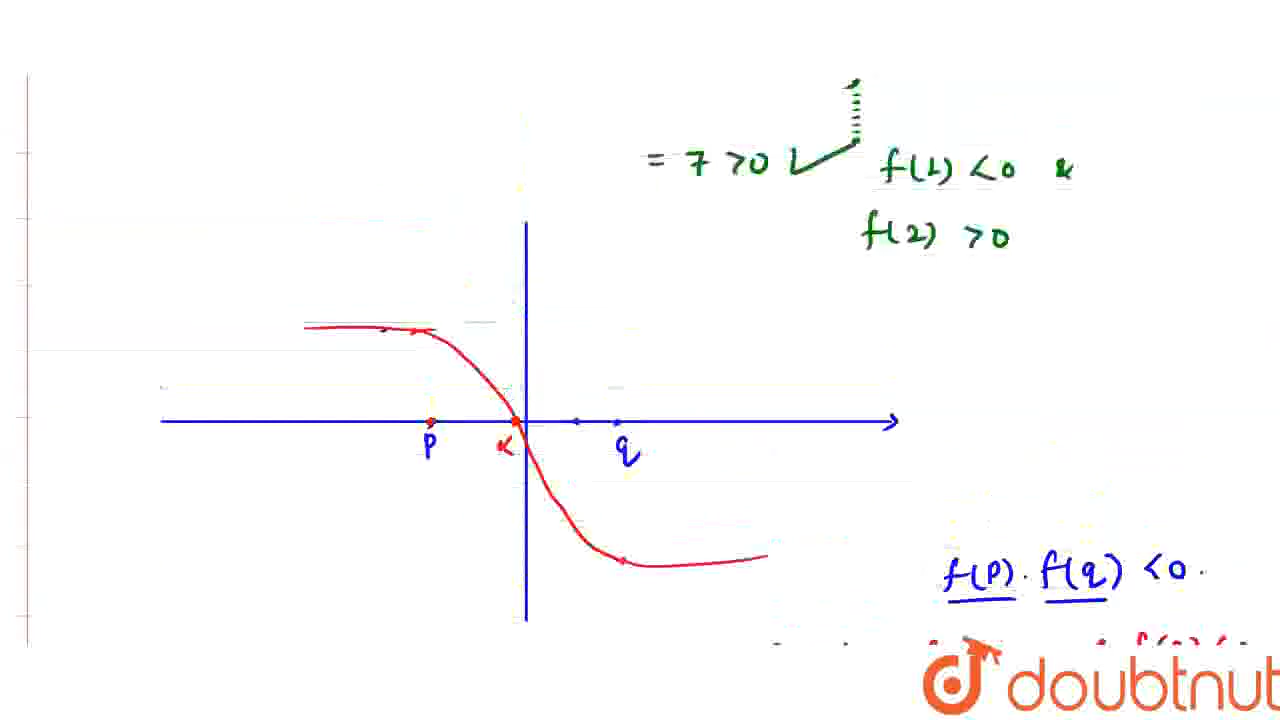 = 7 >0 f(1) <0 &
f(2) >0
P α q
f(P) . f(q) <0 .
doubtnut